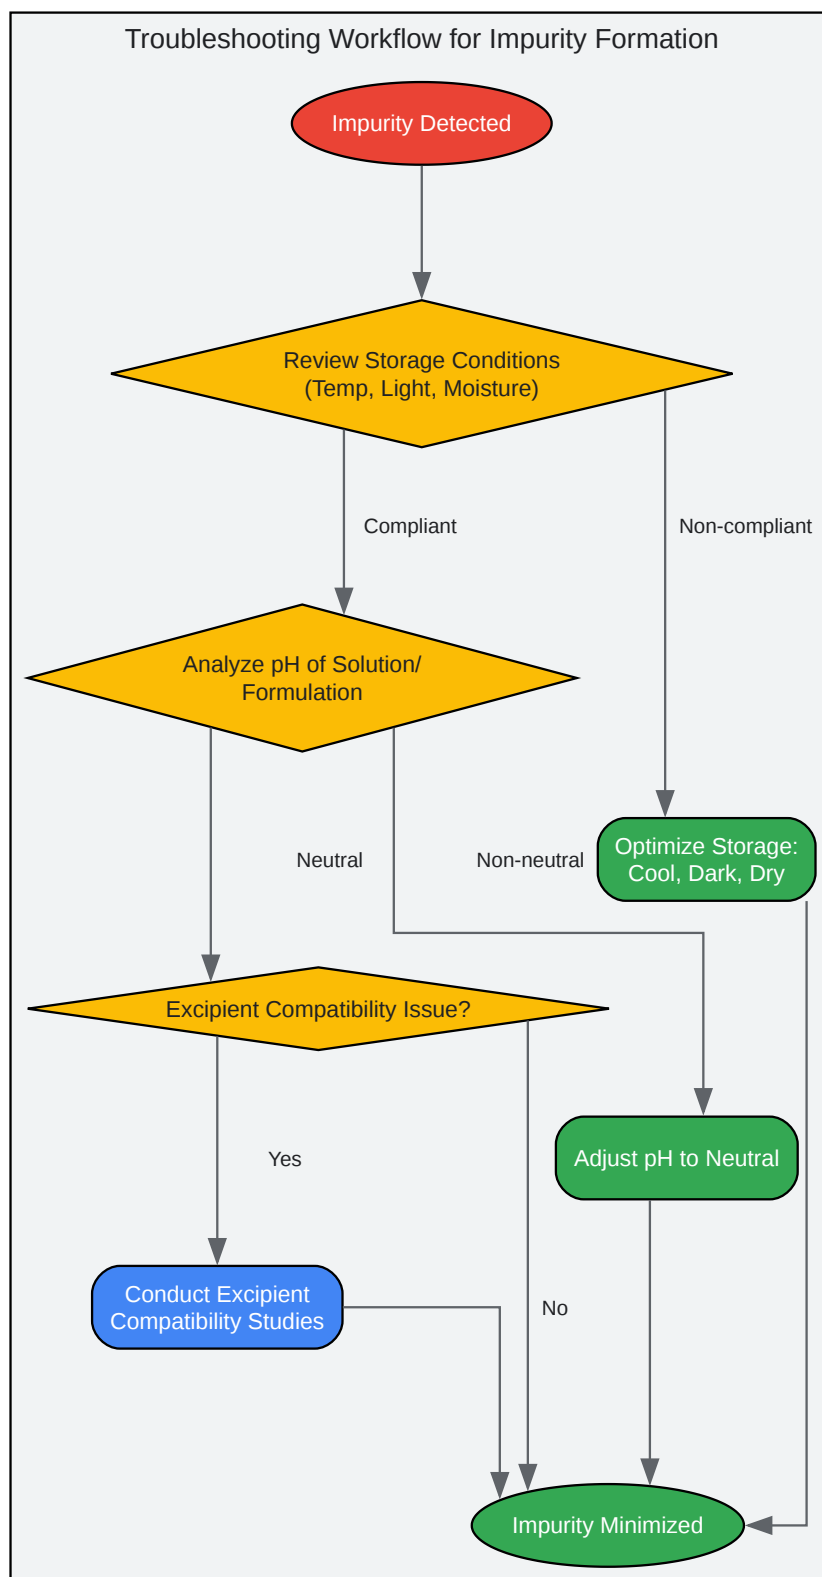 Troubleshooting Workflow for Impurity Formation
Impurity Detected
Review Storage Conditions
(Temp, Light, Moisture)
Compliant
Non-compliant
Analyze pH of Solution/
Formulation
Optimize Storage:
Cool, Dark, Dry
Neutral
Non-neutral
Excipient Compatibility Issue?
Yes
Adjust pH to Neutral
Conduct Excipient
Compatibility Studies
No
Impurity Minimized